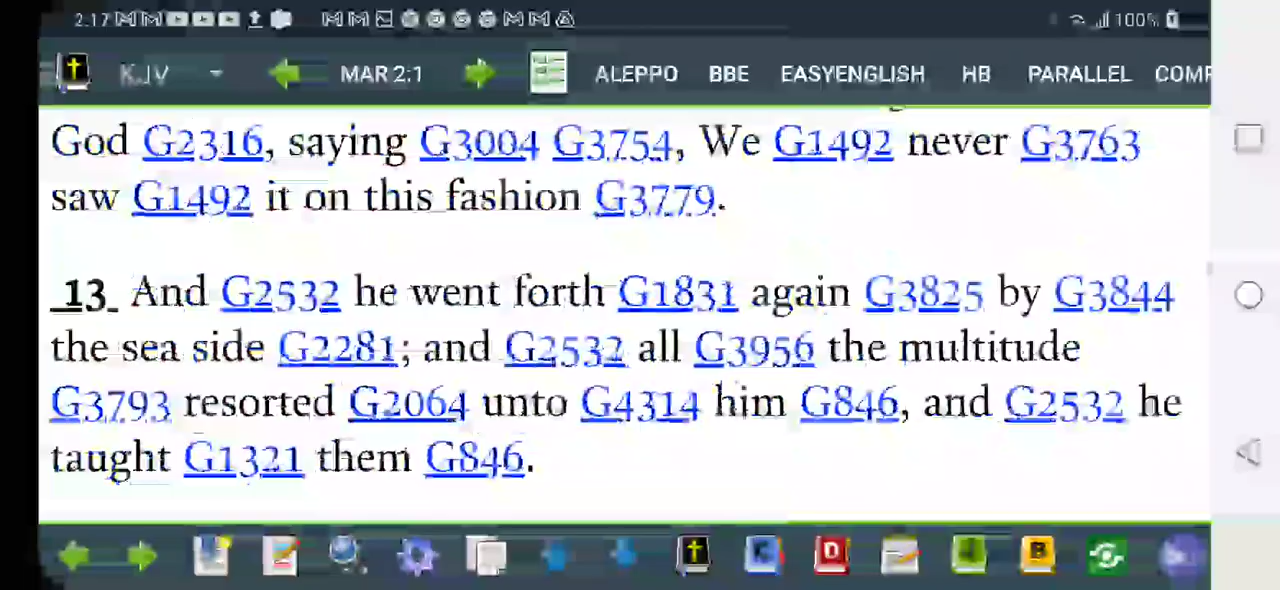 2:17 100%
KJV MAR 2:1 ALEPPO BBE EASYENGLISH HB PARALLEL COMP
God G2316, saying G3004 G3754, We G1492 never G3763
saw G1492 it on this fashion G3779.
13 And G2532 he went forth G1831 again G3825 by G3844
the sea side G2281; and G2532 all G3956 the multitude
G3793 resorted G2064 unto G4314 him G846, and G2532 he
taught G1321 them G846.
C D B